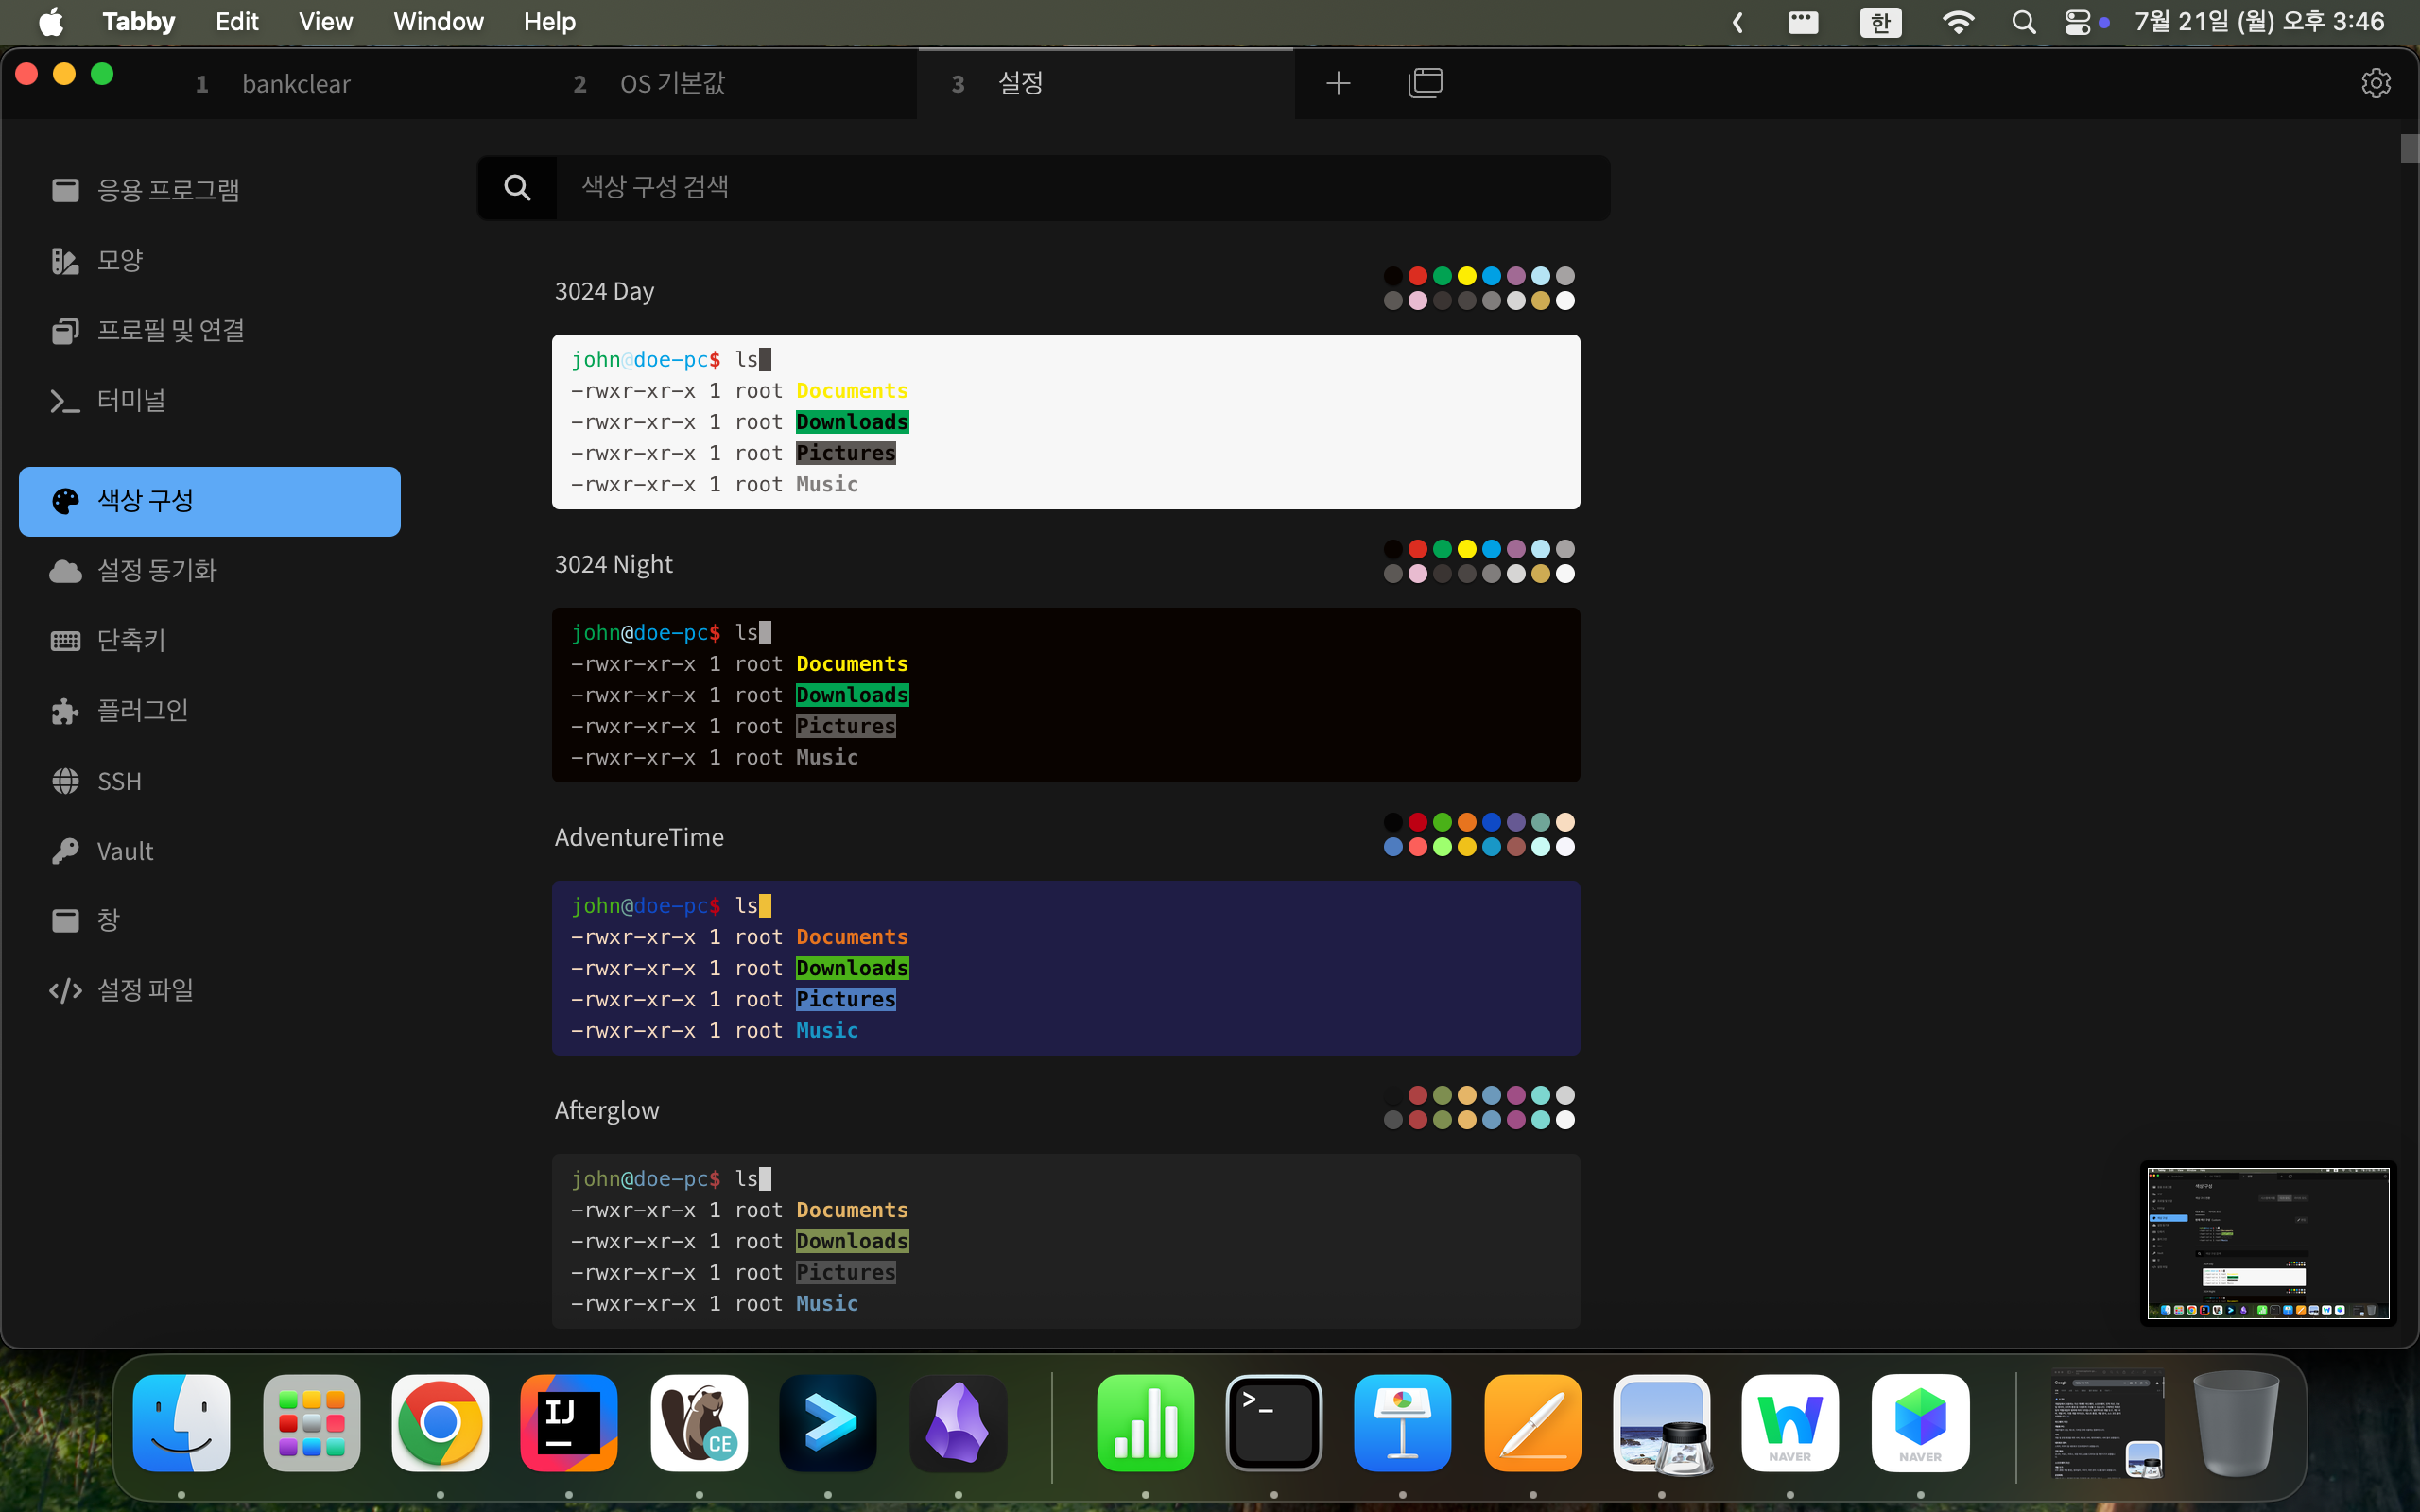 Tabby Edit View Window Help
한 7월 21일 (월) 오후 3:46
1 bankclear
2 OS 기본값
3 설정
응용 프로그램
모양
프로필 및 연결
터미널
색상 구성
설정 동기화
단축키
플러그인
SSH
Vault
창
설정 파일
색상 구성 검색
3024 Day
john@doe-pc$ ls
-rwxr-xr-x 1 root Documents
-rwxr-xr-x 1 root Downloads
-rwxr-xr-x 1 root Pictures
-rwxr-xr-x 1 root Music
3024 Night
john@doe-pc$ ls
-rwxr-xr-x 1 root Documents
-rwxr-xr-x 1 root Downloads
-rwxr-xr-x 1 root Pictures
-rwxr-xr-x 1 root Music
AdventureTime
john@doe-pc$ ls
-rwxr-xr-x 1 root Documents
-rwxr-xr-x 1 root Downloads
-rwxr-xr-x 1 root Pictures
-rwxr-xr-x 1 root Music
Afterglow
john@doe-pc$ ls
-rwxr-xr-x 1 root Documents
-rwxr-xr-x 1 root Downloads
-rwxr-xr-x 1 root Pictures
-rwxr-xr-x 1 root Music
IJ
CE
>_
NAVER
NAVER